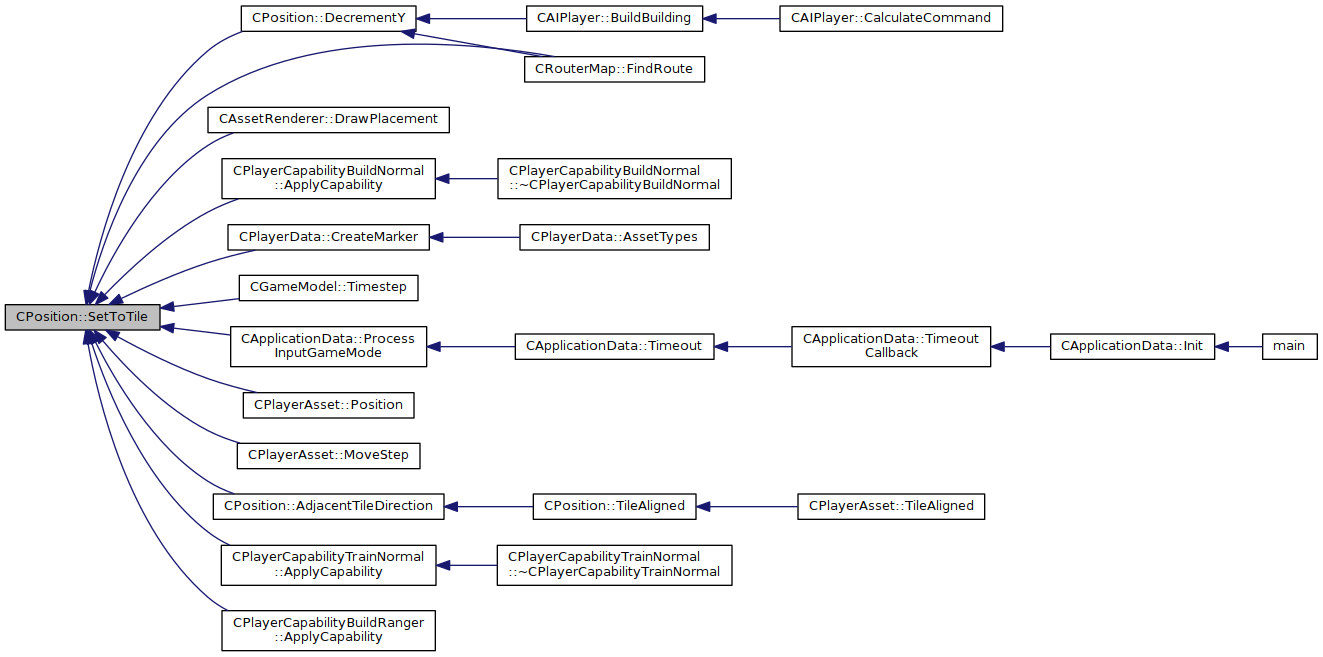 CPosition::DecrementY
CAIPlayer::BuildBuilding
CAIPlayer::CalculateCommand
CRouterMap::FindRoute
CAssetRenderer::DrawPlacement
CPlayerCapabilityBuildNormal
::ApplyCapability
CPlayerCapabilityBuildNormal
::~CPlayerCapabilityBuildNormal
CPlayerData::CreateMarker
CPlayerData::AssetTypes
CGameModel::Timestep
CPosition::SetToTile
CApplicationData::Process
InputGameMode
CApplicationData::Timeout
CApplicationData::Timeout
Callback
CApplicationData::Init
main
CPlayerAsset::Position
CPlayerAsset::MoveStep
CPosition::AdjacentTileDirection
CPosition::TileAligned
CPlayerAsset::TileAligned
CPlayerCapabilityTrainNormal
::ApplyCapability
CPlayerCapabilityTrainNormal
::~CPlayerCapabilityTrainNormal
CPlayerCapabilityBuildRanger
::ApplyCapability